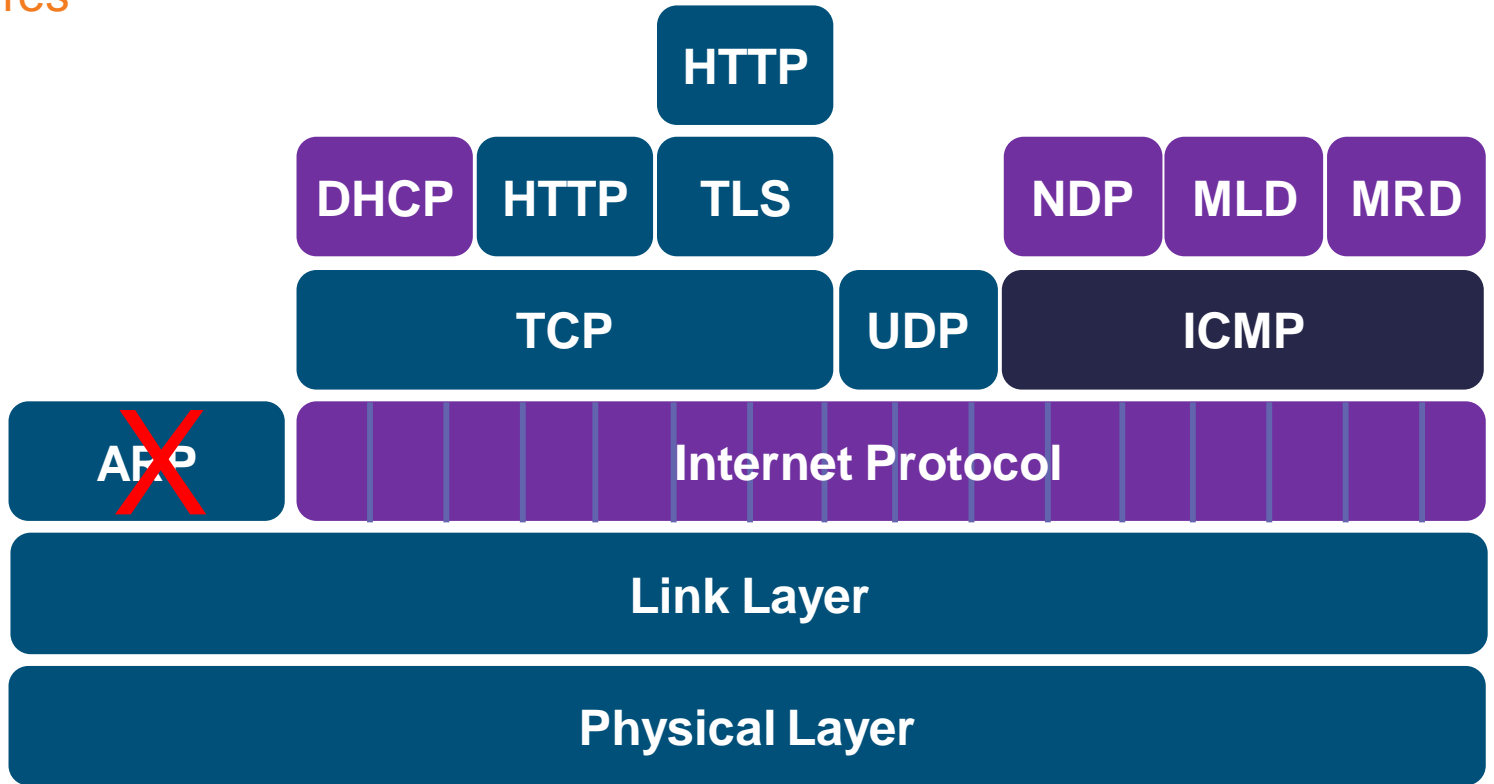 HTTP
DHCP HTTP TLS NDP MLD MRD
TCP UDP ICMP
ARP X Internet Protocol
Link Layer
Physical Layer